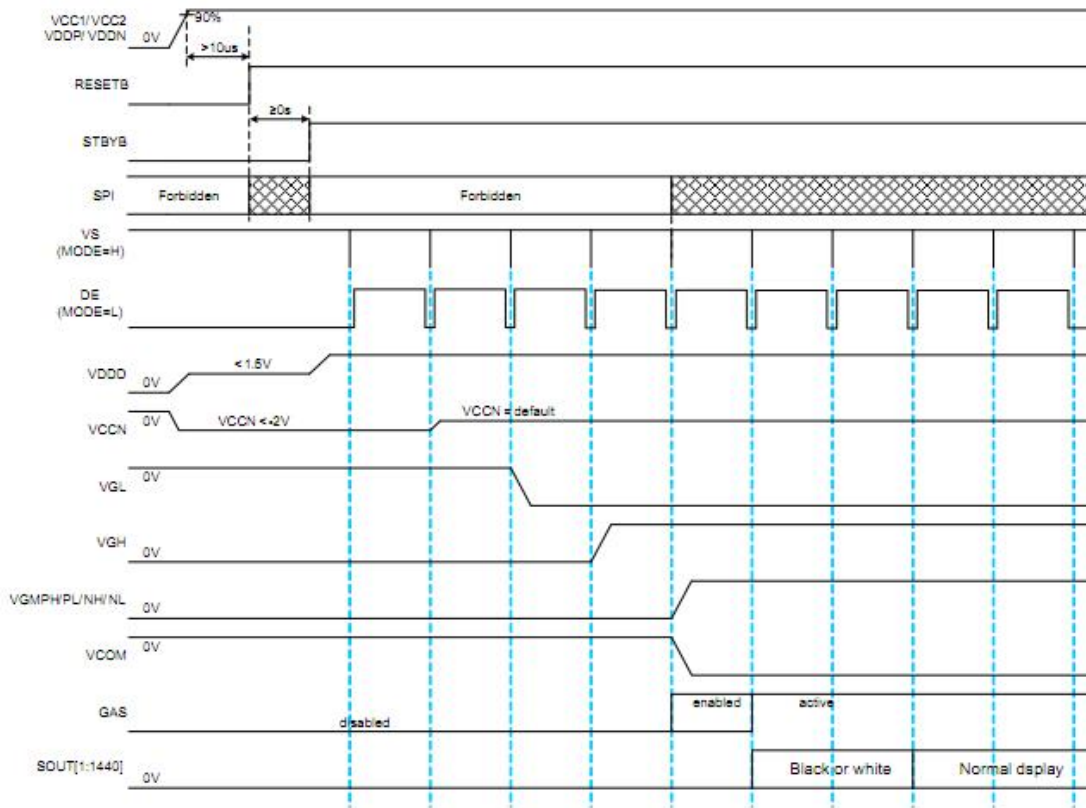 VCC1/ VCC2
VDDP/ VDDN
0V
90%
>10us
RESETB
≥0s
STBYB
SPI
Forbidden
Forbidden
VS
(MODE=H)
DE
(MODE=L)
VDDD
0V
<1.5V
VCCN
0V
VCCN <-2V
VCCN = default
VGL
0V
VGH
0V
VGMPH/PL/NH/NL
0V
VCOM
0V
GAS
disabled
enabled
active
SOUT[1:1440]
0V
Black or white
Normal dsplay